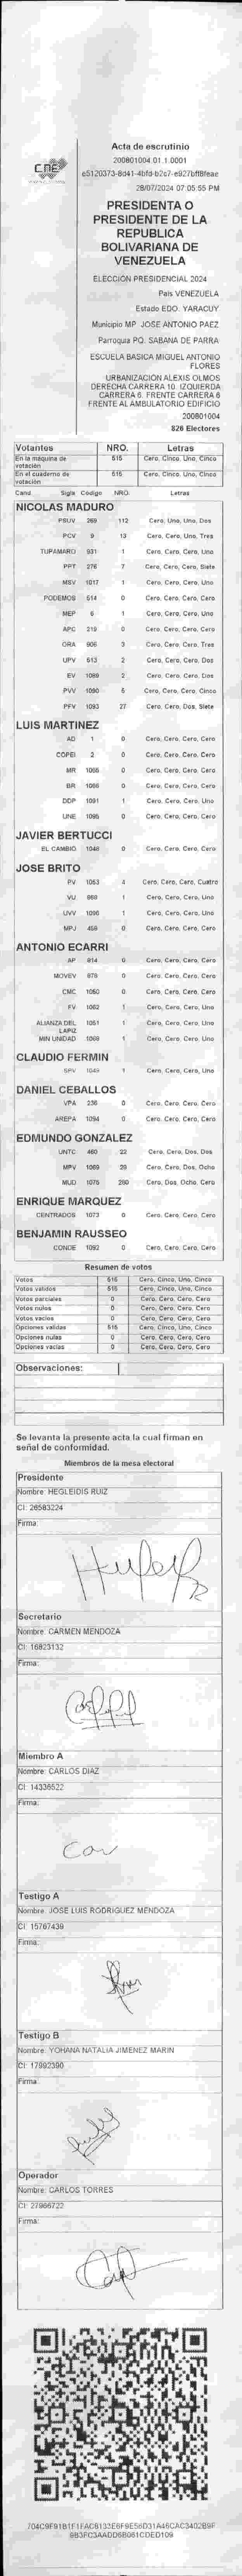 CNE
Acta de escrutinio
200801004.01.1.0001
28/07/2024 07:05:55 PM
PRESIDENTA O
PRESIDENTE DE LA
REPUBLICA
BOLIVARIANA DE
VENEZUELA
ELECCIÓN PRESIDENCIAL 2024
País VENEZUELA
Estado EDO. YARACUY
Municipio MP. JOSE ANTONIO PAEZ
Parroquia PQ. SABANA DE PARRA
ESCUELA BASICA MIGUEL ANTONIO
FLORES
URBANIZACIÓN ALEXIS OLMOS
DERECHA CARRERA 10. IZQUIERDA
CARRERA 6. FRENTE CARRERA 6
FRENTE AL AMBULATORIO EDIFICIO
200801004
826 Electores
Votantes NRO. Letras
En la máquina de votación 515 Cero, Cinco, Uno, Cinco
En el cuaderno de votación 515 Cero, Cinco, Uno, Cinco
Cand Sigla Código NRO. Letras
NICOLAS MADURO
PSUV 269 112 Cero, Uno, Uno, Dos
PCV 9 13 Cero, Cero, Uno, Tres
TUPAMARO 931 1 Cero, Cero, Cero, Uno
PPT 276 7 Cero, Cero, Cero, Siete
MSV 1017 1 Cero, Cero, Cero, Uno
PODEMOS 514 0 Cero, Cero, Cero, Cero
MEP 6 1 Cero, Cero, Cero, Uno
APC 219 0 Cero, Cero, Cero, Cero
ORA 906 3 Cero, Cero, Cero, Tres
UPV 513 2 Cero, Cero, Cero, Dos
EV 1089 2 Cero, Cero, Cero, Dos
PVV 1090 5 Cero, Cero, Cero, Cinco
PFV 1093 27 Cero, Cero, Dos, Siete
LUIS MARTINEZ
AD 1 0 Cero, Cero, Cero, Cero
COPEI 2 0 Cero, Cero, Cero, Cero
MR 0 Cero, Cero, Cero, Cero
BR 0 Cero, Cero, Cero, Cero
DDP 1091 1 Cero, Cero, Cero, Uno
UNE 1095 0 Cero, Cero, Cero, Cero
JAVIER BERTUCCI
EL CAMBIO 1048 0 Cero, Cero, Cero, Cero
JOSE BRITO
PV 1053 4 Cero, Cero, Cero, Cuatro
VU 1 Cero, Cero, Cero, Uno
UVV 1096 1 Cero, Cero, Cero, Uno
MPJ 0 Cero, Cero, Cero, Cero
ANTONIO ECARRI
AP 914 0 Cero, Cero, Cero, Cero
MOVEV 979 0 Cero, Cero, Cero, Cero
CMC 1050 0 Cero, Cero, Cero, Cero
FV 1062 1 Cero, Cero, Cero, Uno
ALIANZA DEL LAPIZ 1051 1 Cero, Cero, Cero, Uno
MIN UNIDAD 1068 1 Cero, Cero, Cero, Uno
CLAUDIO FERMIN
SPV 1049 1 Cero, Cero, Cero, Uno
DANIEL CEBALLOS
VPA 236 0 Cero, Cero, Cero, Cero
AREPA 1094 0 Cero, Cero, Cero, Cero
EDMUNDO GONZALEZ
UNTC 460 22 Cero, Cero, Dos, Dos
MPV 1069 Cero, Cero, Dos, Ocho
MUD 1075 280 Cero, Dos, Ocho, Cero
ENRIQUE MARQUEZ
CENTRADOS 1073 0 Cero, Cero, Cero, Cero
BENJAMIN RAUSSEO
CONDE 1092 0 Cero, Cero, Cero, Cero
Resumen de votos
Votos 515 Cero, Cinco, Uno, Cinco
Votos válidos 515 Cero, Cinco, Uno, Cinco
Votos parciales 0 Cero, Cero, Cero, Cero
Votos nulos 0 Cero, Cero, Cero, Cero
Votos vacíos 0 Cero, Cero, Cero, Cero
Opciones válidas 515 Cero, Cinco, Uno, Cinco
Opciones nulas 0 Cero, Cero, Cero, Cero
Opciones vacías 0 Cero, Cero, Cero, Cero
Observaciones:
Se levanta la presente acta la cual firman en
señal de conformidad.
Miembros de la mesa electoral
Presidente
Nombre: HEGLEIDIS RUIZ
CI: 26583224
Firma:
Secretario
Nombre: CARMEN MENDOZA
CI: 16823132
Firma:
Miembro A
Nombre: CARLOS DIAZ
CI: 14336522
Firma:
Testigo A
Nombre: JOSE LUIS RODRIGUEZ MENDOZA
CI: 15767439
Firma:
Testigo B
Nombre: YOHANA NATALIA JIMENEZ MARIN
CI: 17992390
Firma:
Operador
Nombre: CARLOS TORRES
CI: 27986722
Firma: